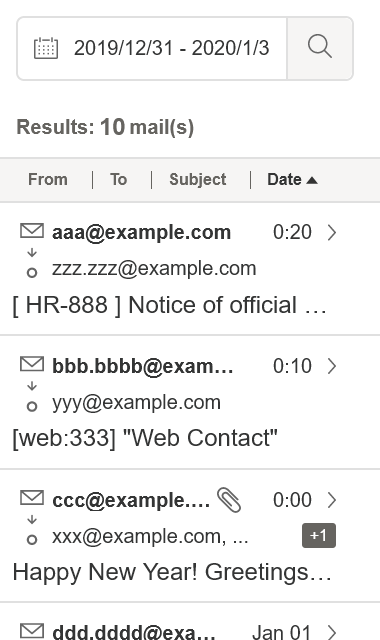 2019/12/31 - 2020/1/3
Results: 10 mail(s)
From To Subject Date
aaa@example.com 0:20
zzz.zzz@example.com
[ HR-888 ] Notice of official …
bbb.bbbb@exam… 0:10
yyy@example.com
[web:333] "Web Contact"
ccc@example.… 0:00
xxx@example.com, ... +1
Happy New Year! Greetings…
ddd.dddd@exa… Jan 01